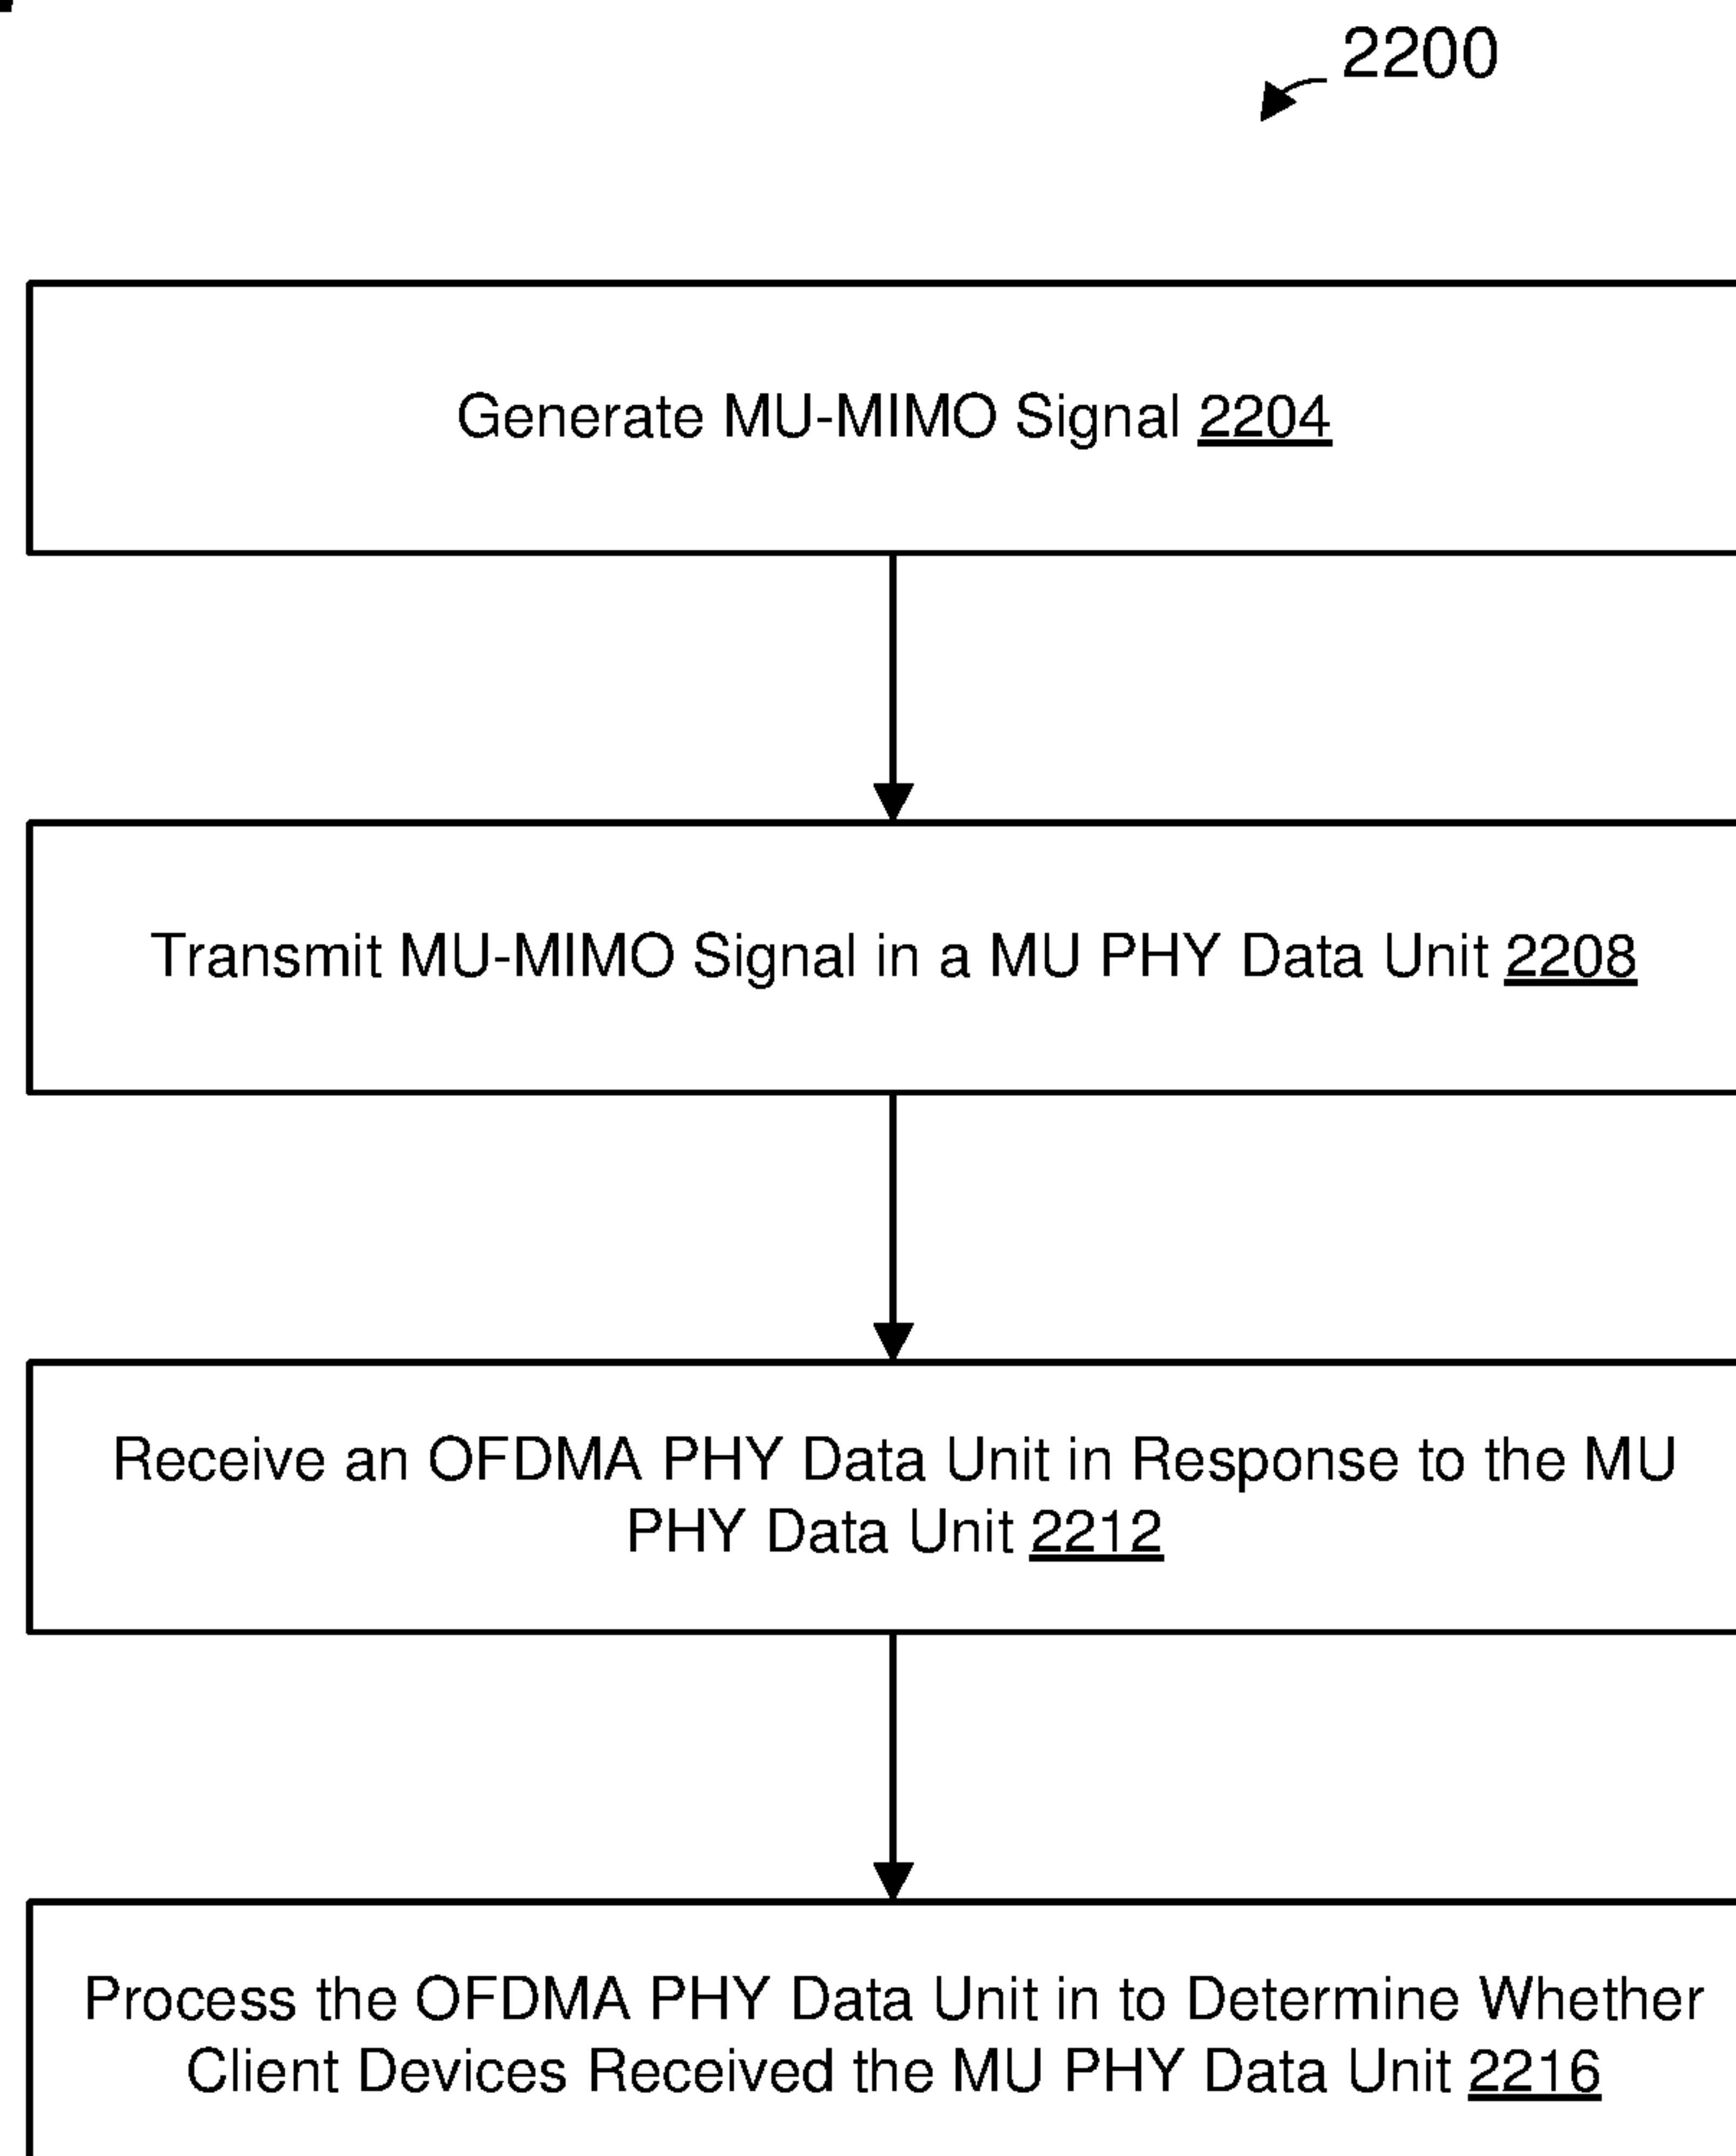 2200
Generate MU-MIMO Signal 2204
Transmit MU-MIMO Signal in a MU PHY Data Unit 2208
Receive an OFDMA PHY Data Unit in Response to the MU
PHY Data Unit 2212
Process the OFDMA PHY Data Unit in to Determine Whether
Client Devices Received the MU PHY Data Unit 2216